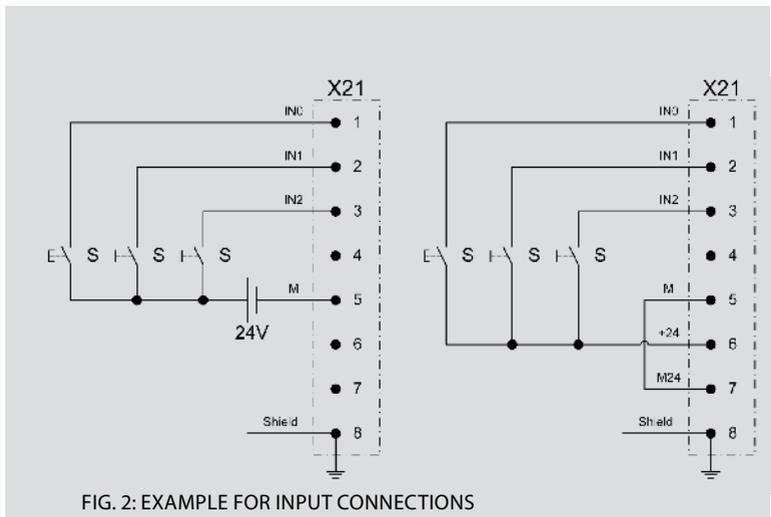 X21 X21
IN0 1 IN0 1
IN1 2 IN1 2
IN2 3 IN2 3
S S S 4 S S S 4
M 5 M 5
24V 6 +24 6
7 M24 7
Shield 8 Shield 8
FIG. 2: EXAMPLE FOR INPUT CONNECTIONS